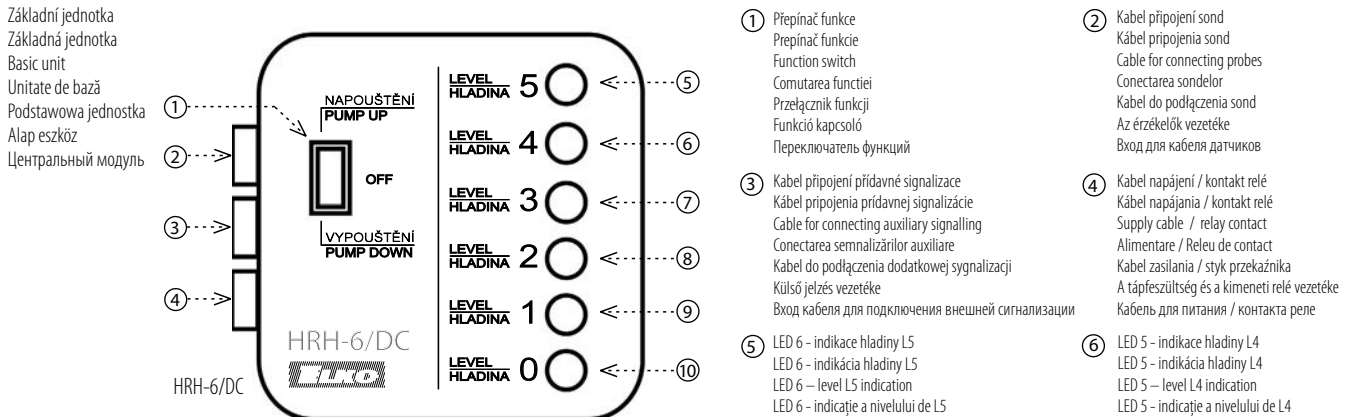 Základní jednotka
Základná jednotka
Basic unit
Unitate de bază
Podstawowa jednostka
Alap eszköz
Центральный модуль
1
2
3
4
NAPOUŠTĚNÍ
PUMP UP
OFF
VYPOUŠTĚNÍ
PUMP DOWN
HRH-6/DC
ELKO
HRH-6/DC
LEVEL
HLADINA 5
LEVEL
HLADINA 4
LEVEL
HLADINA 3
LEVEL
HLADINA 2
LEVEL
HLADINA 1
LEVEL
HLADINA 0
5
6
7
8
9
10
1 Přepínač funkce
Prepínač funkcie
Function switch
Comutarea functiei
Przełącznik funkcji
Funkció kapcsoló
Переключатель функций
2 Kabel připojení sond
Kábel pripojenia sond
Cable for connecting probes
Conectarea sondelor
Kabel do podłączenia sond
Az érzékelők vezetéke
Вход для кабеля датчиков
3 Kabel připojení přídavné signalizace
Kábel pripojenia prídavnej signalizácie
Cable for connecting auxiliary signalling
Conectarea semnalizărilor auxiliare
Kabel do podłączenia dodatkowej sygnalizacji
Külső jelzés vezetéke
Вход кабеля для подключения внешней сигнализации
4 Kabel napájení / kontakt relé
Kábel napájania / kontakt relé
Supply cable / relay contact
Alimentare / Releu de contact
Kabel zasilania / styk przekaźnika
A tápfeszültség és a kimeneti relé vezetéke
Кабель для питания / контакта реле
5 LED 6 - indikace hladiny L5
LED 6 - indikácia hladiny L5
LED 6 – level L5 indication
LED 6 - indicație a nivelului de L5
6 LED 5 - indikace hladiny L4
LED 5 - indikácia hladiny L4
LED 5 – level L4 indication
LED 5 - indicație a nivelului de L4